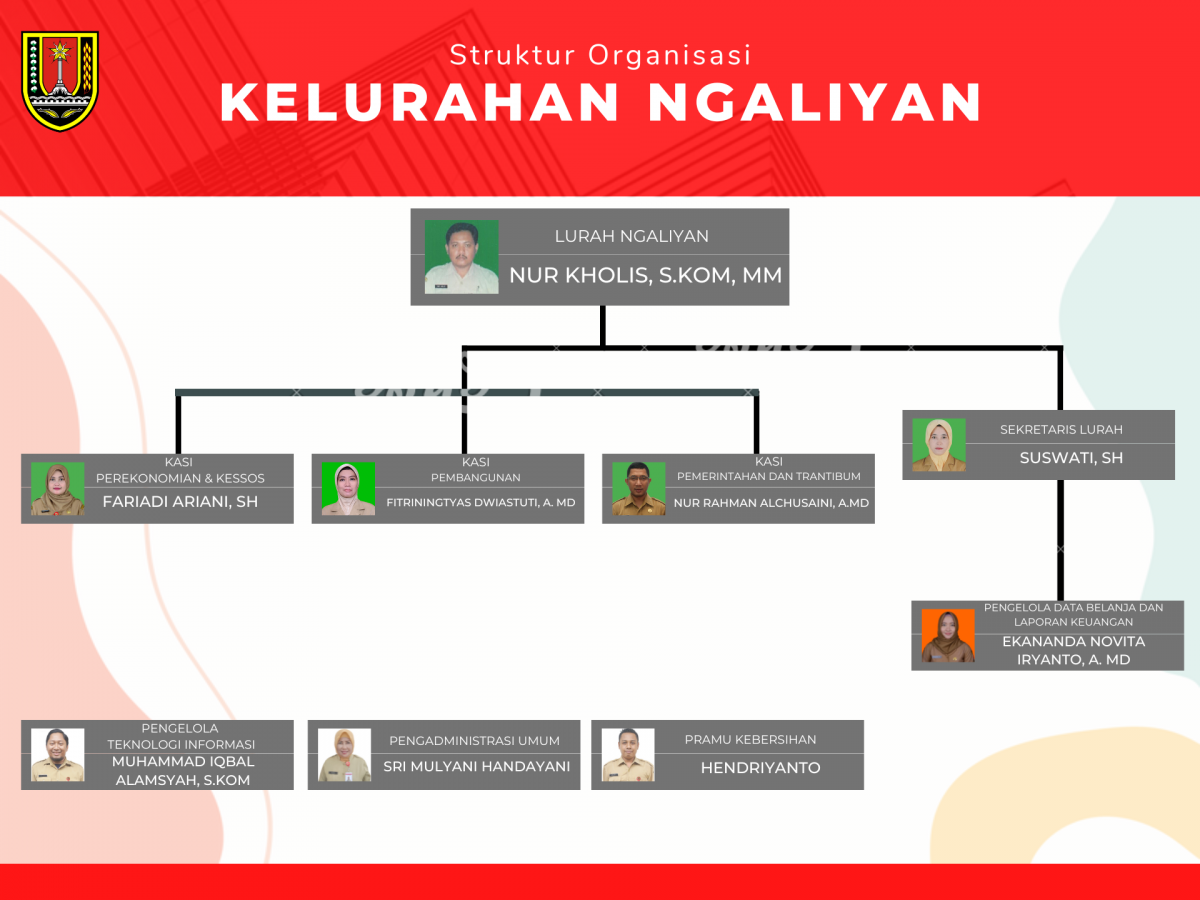 Struktur Organisasi
KELURAHAN NGALIYAN
LURAH NGALIYAN
NUR KHOLIS, S.KOM, MM
KASI
PEREKONOMIAN & KESSOS
FARIADI ARIANI, SH
KASI
PEMBANGUNAN
FITRININGTYAS DWIASTUTI, A. MD
KASI
PEMERINTAHAN DAN TRANTIBUM
NUR RAHMAN ALCHUSAINI, A.MD
SEKRETARIS LURAH
SUSWATI, SH
PENGELOLA DATA BELANJA DAN
LAPORAN KEUANGAN
EKANANDA NOVITA
IRYANTO, A. MD
PENGELOLA
TEKNOLOGI INFORMASI
MUHAMMAD IQBAL
ALAMSYAH, S.KOM
PENGADMINISTRASI UMUM
SRI MULYANI HANDAYANI
PRAMU KEBERSIHAN
HENDRIYANTO